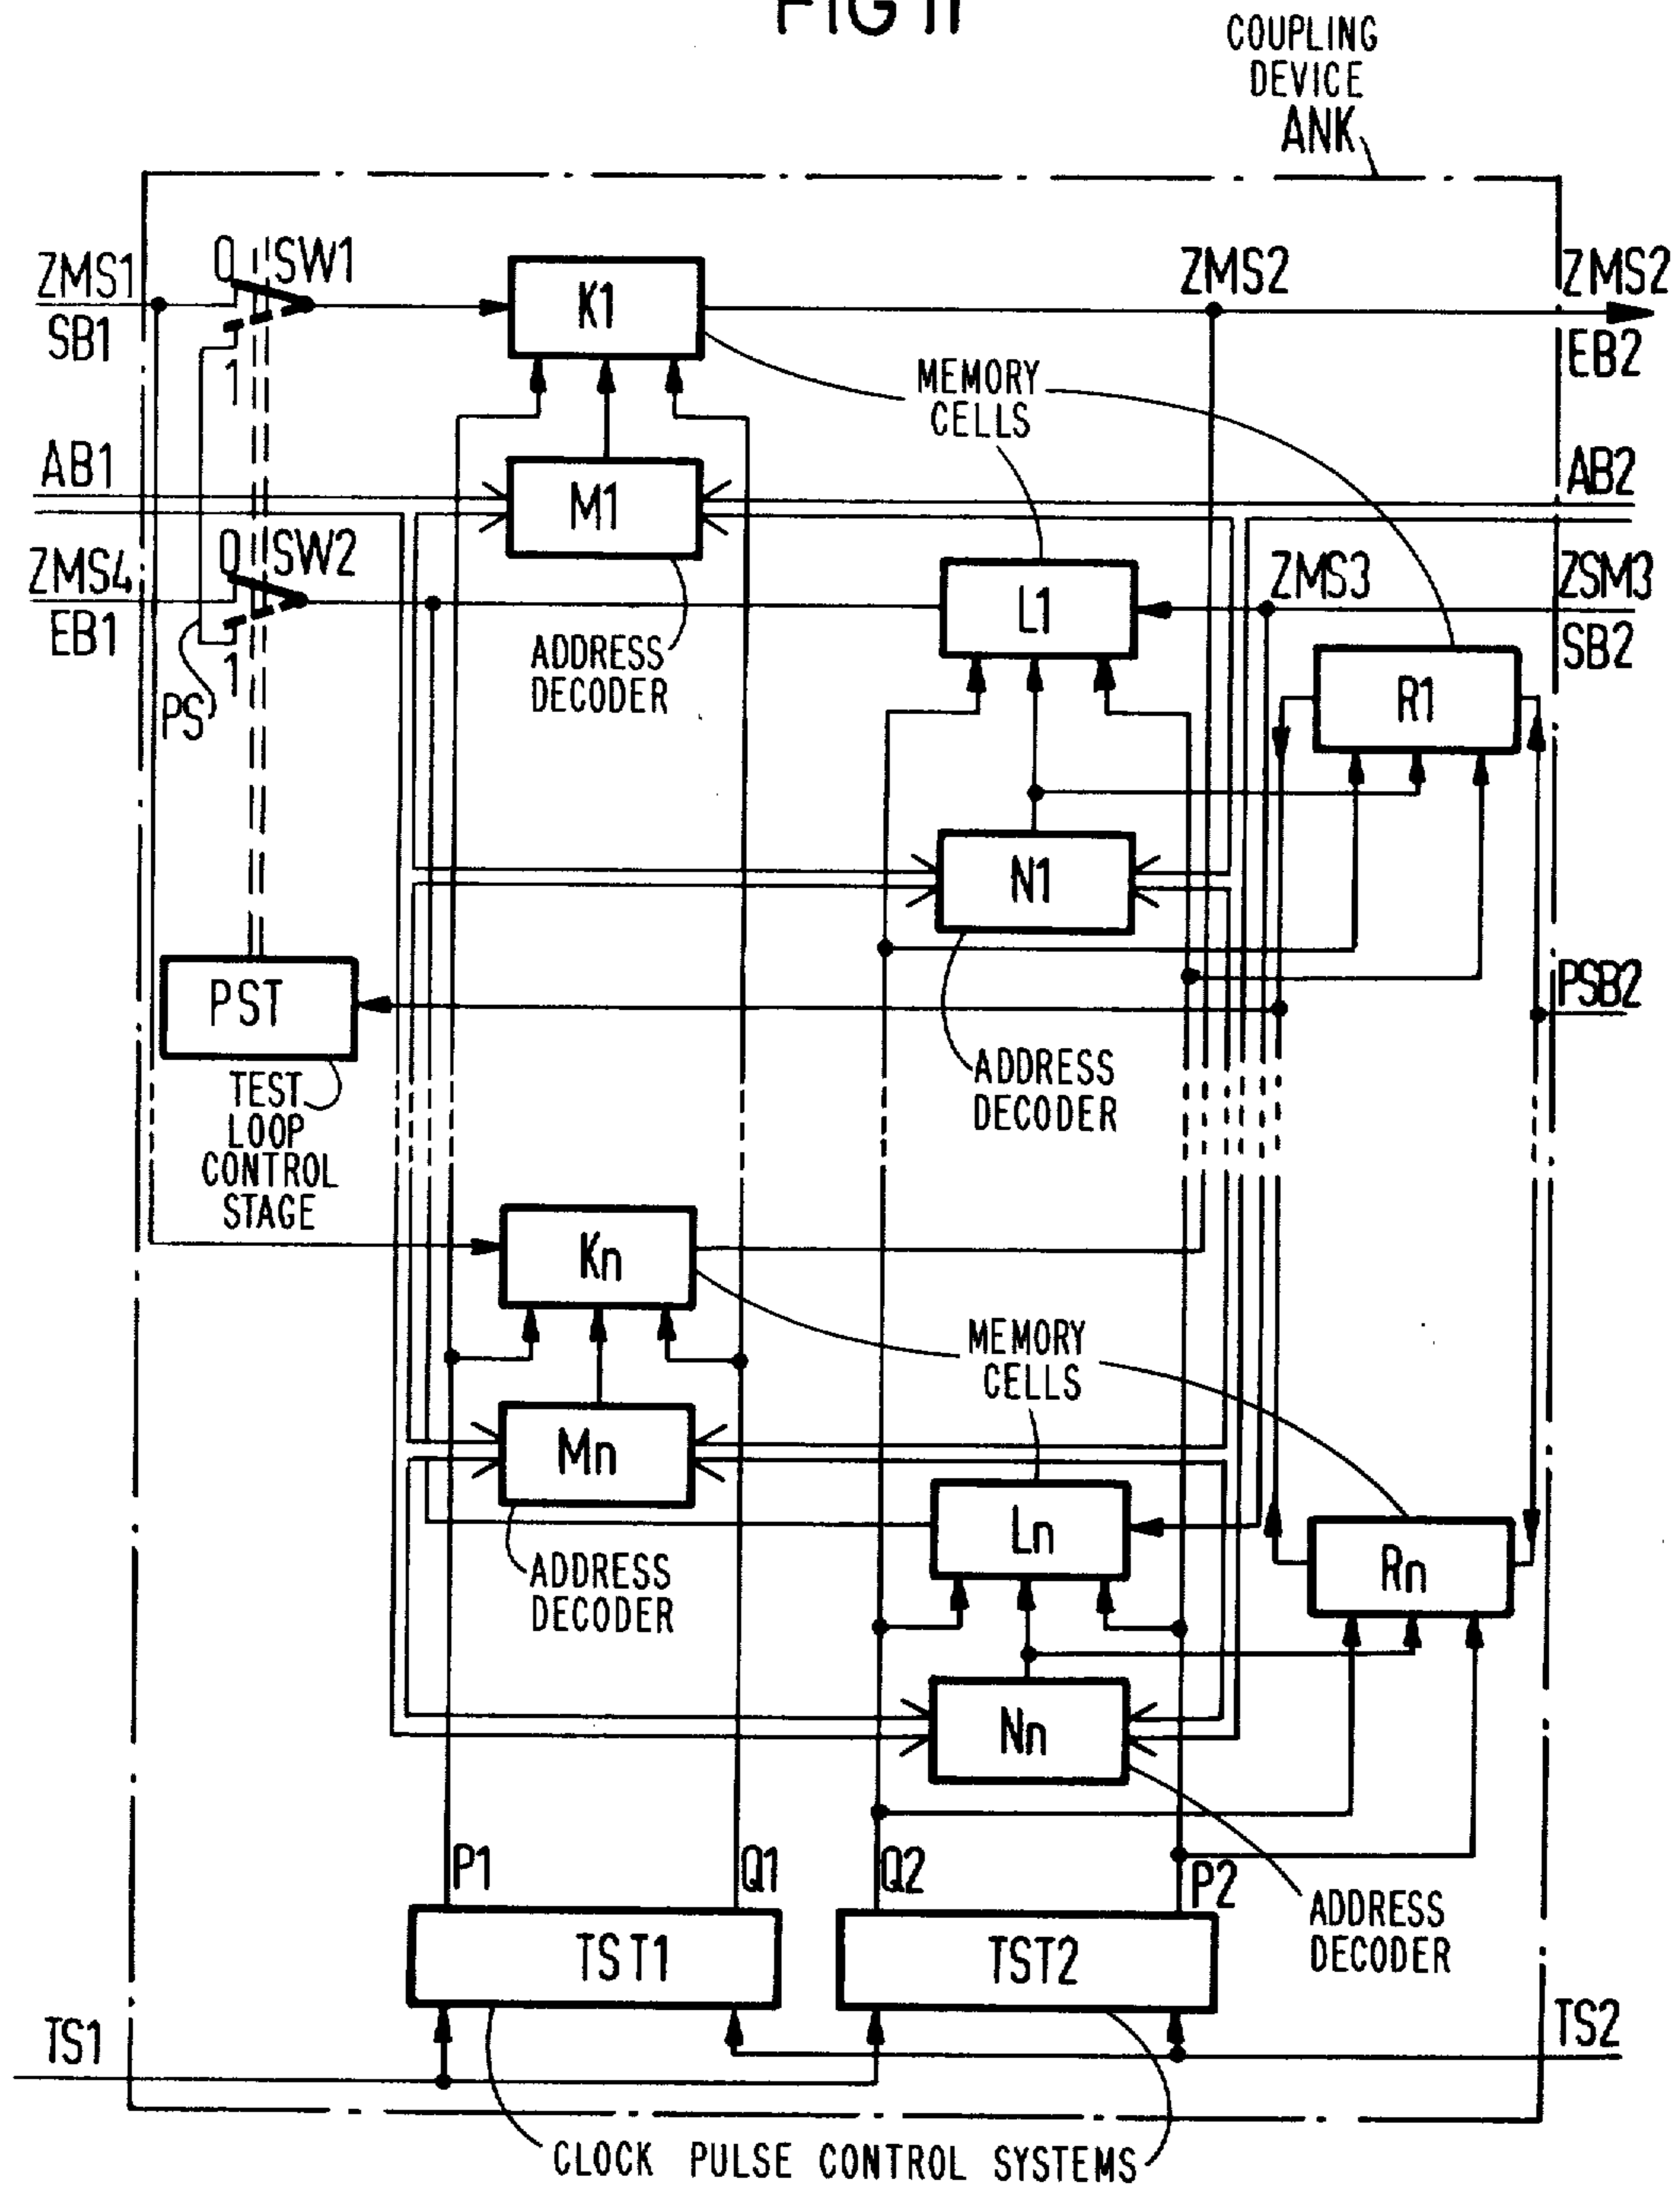 FIG 11
COUPLING
DEVICE
ANK
ZMS1
SB1
0
SW1
1
K1
ZMS2
ZMS2
EB2
MEMORY
CELLS
AB1
M1
AB2
ZMS4
EB1
0
SW2
1
PS
ADDRESS
DECODER
L1
ZMS3
ZSM3
SB2
R1
N1
PST
PSB2
TEST
LOOP
CONTROL
STAGE
ADDRESS
DECODER
Kn
MEMORY
CELLS
Mn
Ln
ADDRESS
DECODER
Rn
Nn
P1
Q1
Q2
P2
ADDRESS
DECODER
TST1
TST2
TS1
TS2
CLOCK PULSE CONTROL SYSTEMS